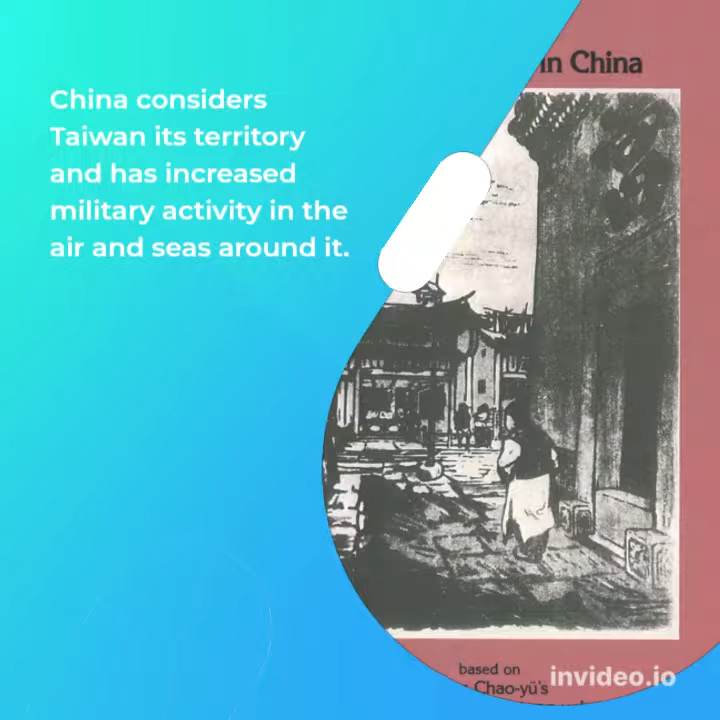 in China
China considers
Taiwan its territory
and has increased
military activity in the
air and seas around it.
based on
Chao-yü's
invideo.io